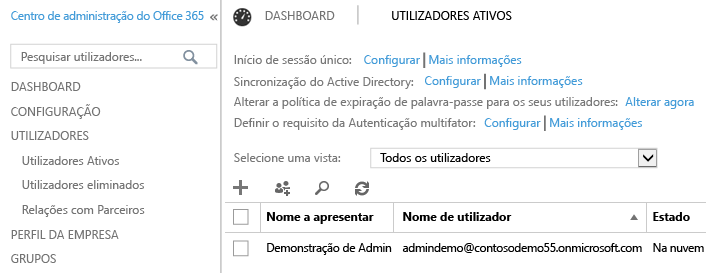 Centro de administração do Office 365 «
Pesquisar utilizadores...
DASHBOARD
CONFIGURAÇÃO
UTILIZADORES
Utilizadores Ativos
Utilizadores eliminados
Relações com Parceiros
PERFIL DA EMPRESA
GRUPOS
DASHBOARD | UTILIZADORES ATIVOS
Início de sessão único: Configurar | Mais informações
Sincronização do Active Directory: Configurar | Mais informações
Alterar a política de expiração de palavra-passe para os seus utilizadores: Alterar agora
Definir o requisito da Autenticação multifator: Configurar | Mais informações
Selecione uma vista: Todos os utilizadores
Nome a apresentar Nome de utilizador Estado
Demonstração de Admin admindemo@contosodemo55.onmicrosoft.com Na nuvem